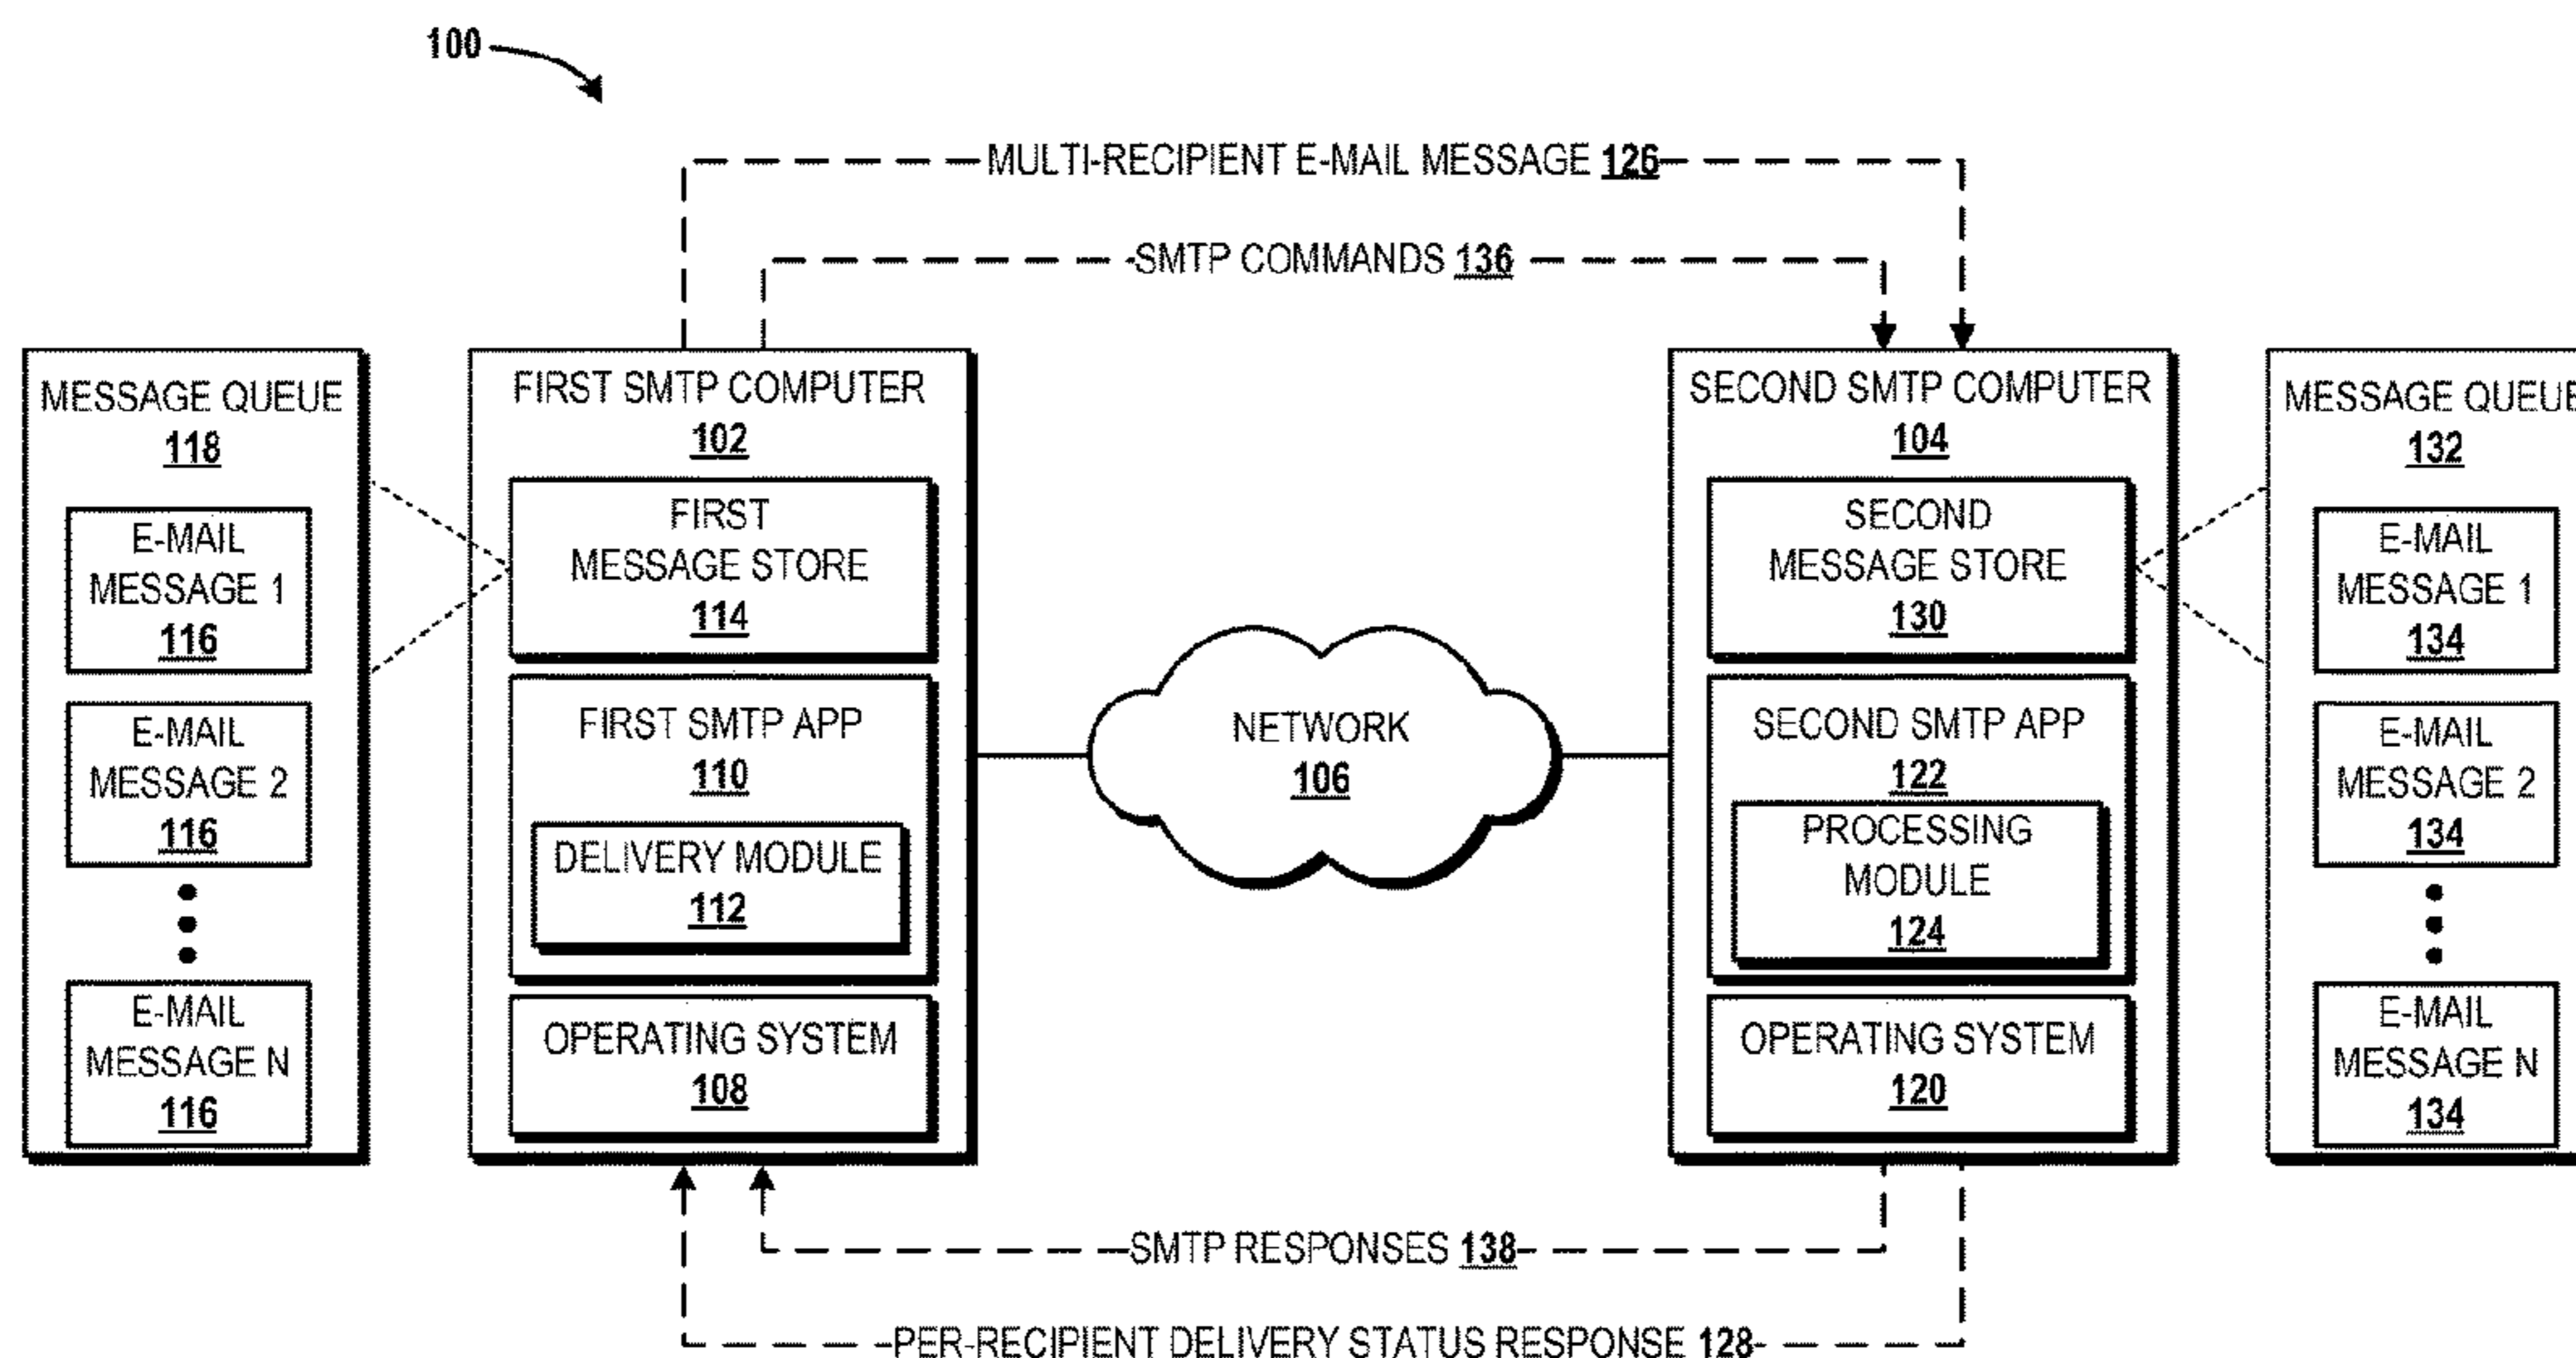 100
MULTI-RECIPIENT E-MAIL MESSAGE 126
SMTP COMMANDS 136
MESSAGE QUEUE
118
E-MAIL
MESSAGE 1
116
E-MAIL
MESSAGE 2
116
E-MAIL
MESSAGE N
116
FIRST SMTP COMPUTER
102
FIRST
MESSAGE STORE
114
FIRST SMTP APP
110
DELIVERY MODULE
112
OPERATING SYSTEM
108
NETWORK
106
SECOND SMTP COMPUTER
104
SECOND
MESSAGE STORE
130
SECOND SMTP APP
122
PROCESSING
MODULE
124
OPERATING SYSTEM
120
MESSAGE QUEUE
132
E-MAIL
MESSAGE 1
134
E-MAIL
MESSAGE 2
134
E-MAIL
MESSAGE N
134
SMTP RESPONSES 138
PER-RECIPIENT DELIVERY STATUS RESPONSE 128